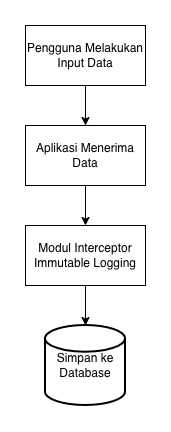 Pengguna Melakukan
Input Data
Aplikasi Menerima
Data
Modul Interceptor
Immutable Logging
Simpan ke
Database